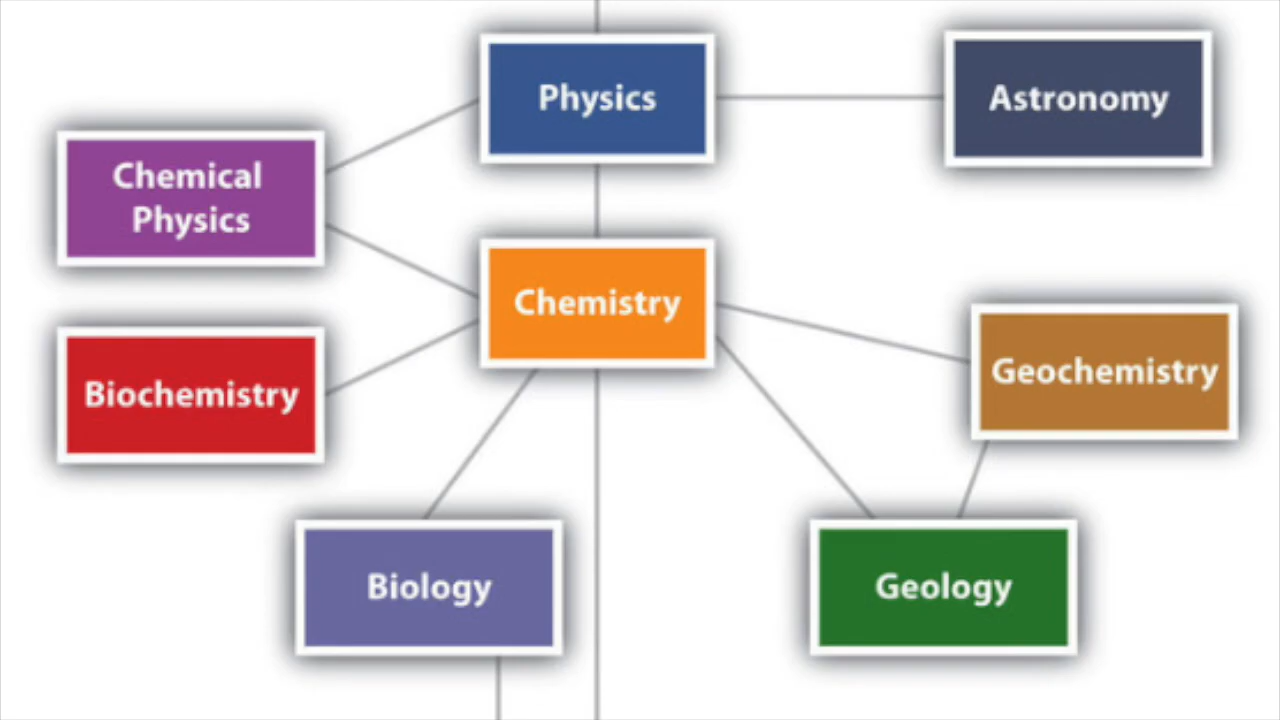 Physics
Astronomy
Chemical
Physics
Chemistry
Geochemistry
Biochemistry
Biology
Geology